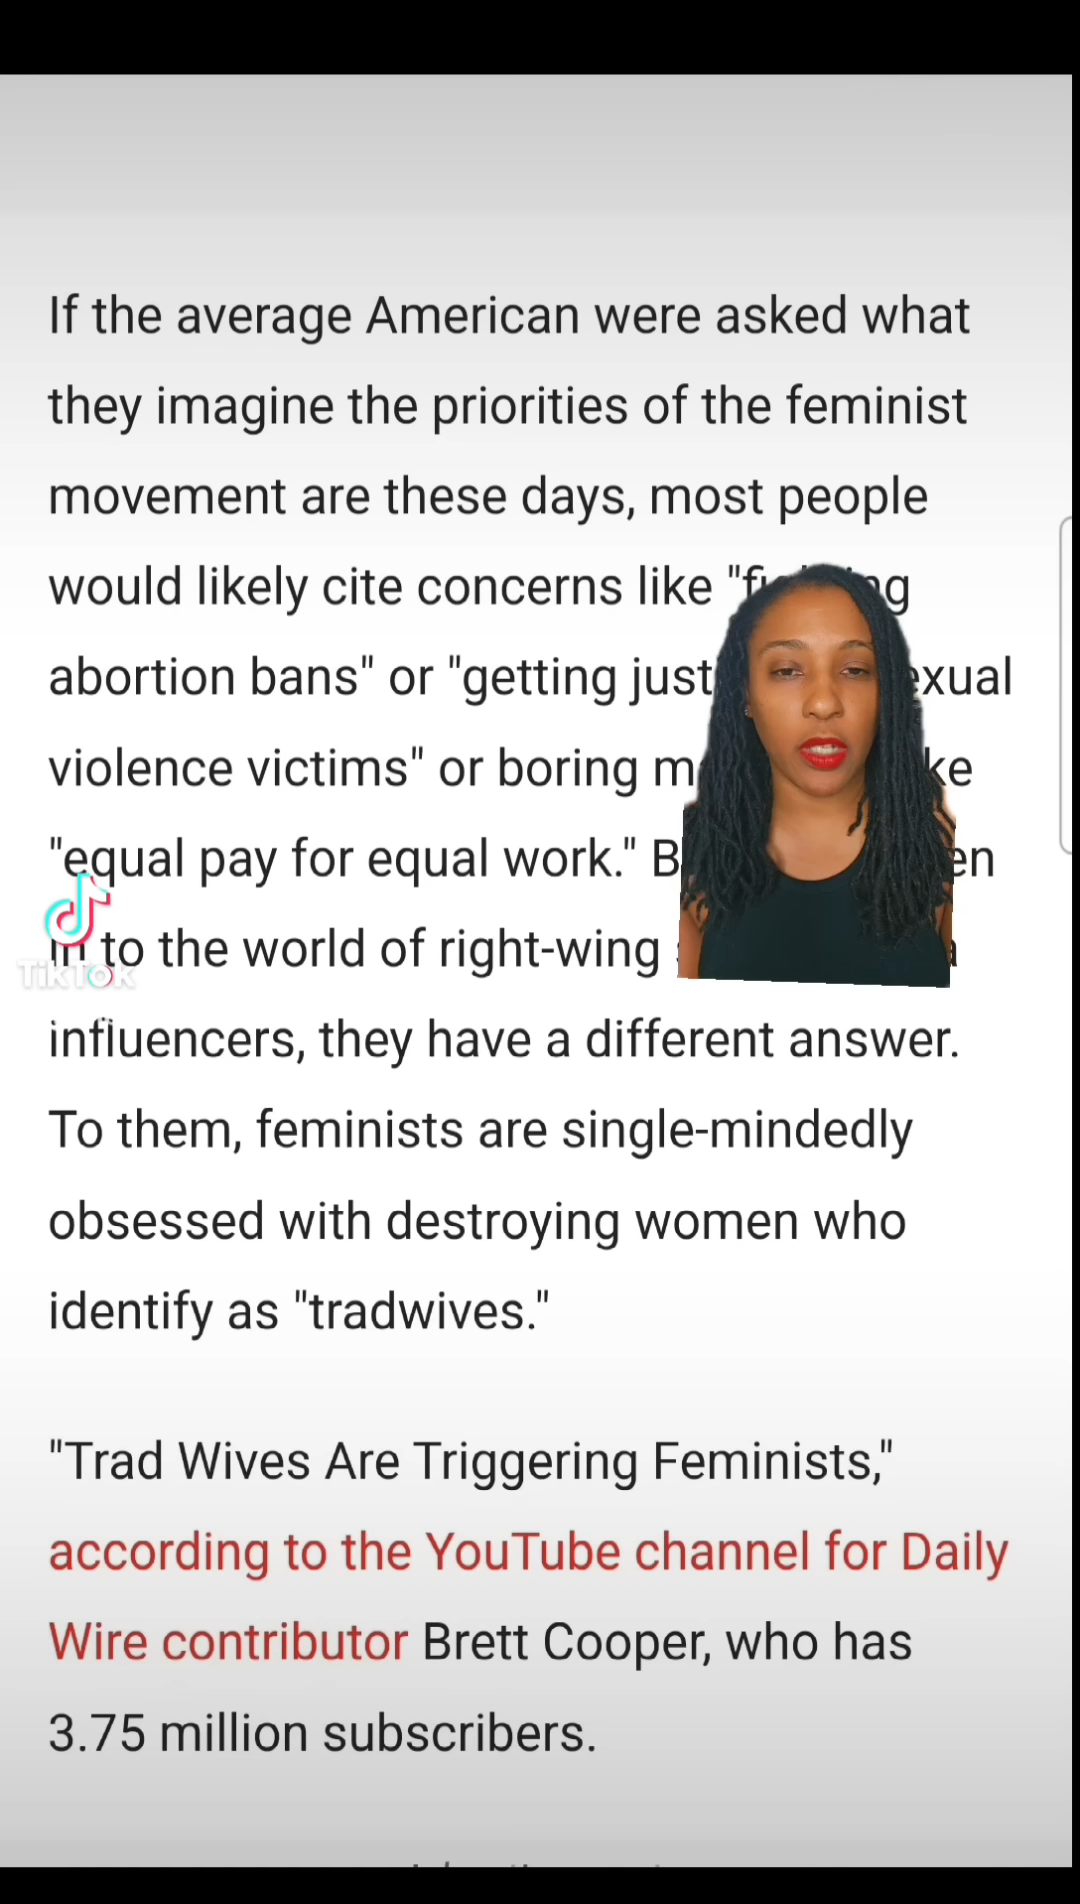 If the average American were asked what
they imagine the priorities of the feminist
movement are these days, most people
would likely cite concerns like "
abortion bans" or "getting
violence victims" or boring
"equal pay for equal work."
to the world of right-wing
TikTok
influencers, they have a different answer.
To them, feminists are single-mindedly
obsessed with destroying women who
identify as "tradwives."
"Trad Wives Are Triggering Feminists,"
according to the YouTube channel for Daily
Wire contributor Brett Cooper, who has
3.75 million subscribers.